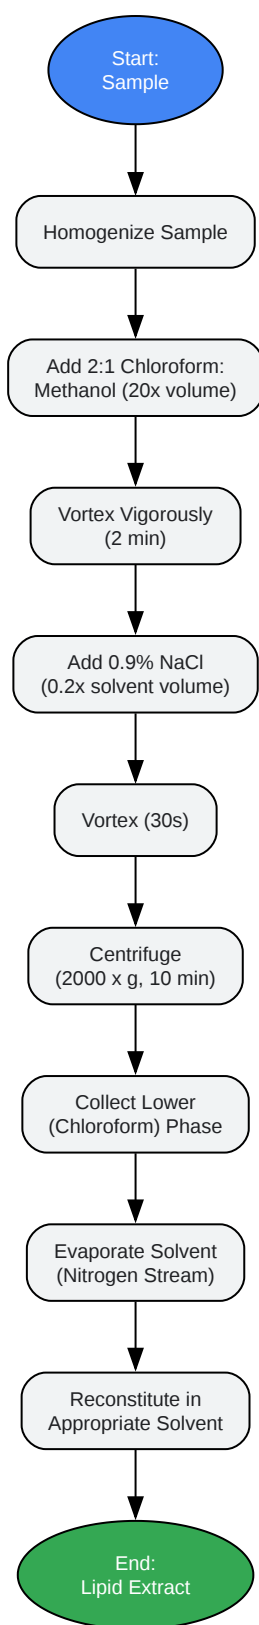 Start:
Sample
Homogenize Sample
Add 2:1 Chloroform:
Methanol (20x volume)
Vortex Vigorously
(2 min)
Add 0.9% NaCl
(0.2x solvent volume)
Vortex (30s)
Centrifuge
(2000 x g, 10 min)
Collect Lower
(Chloroform) Phase
Evaporate Solvent
(Nitrogen Stream)
Reconstitute in
Appropriate Solvent
End:
Lipid Extract